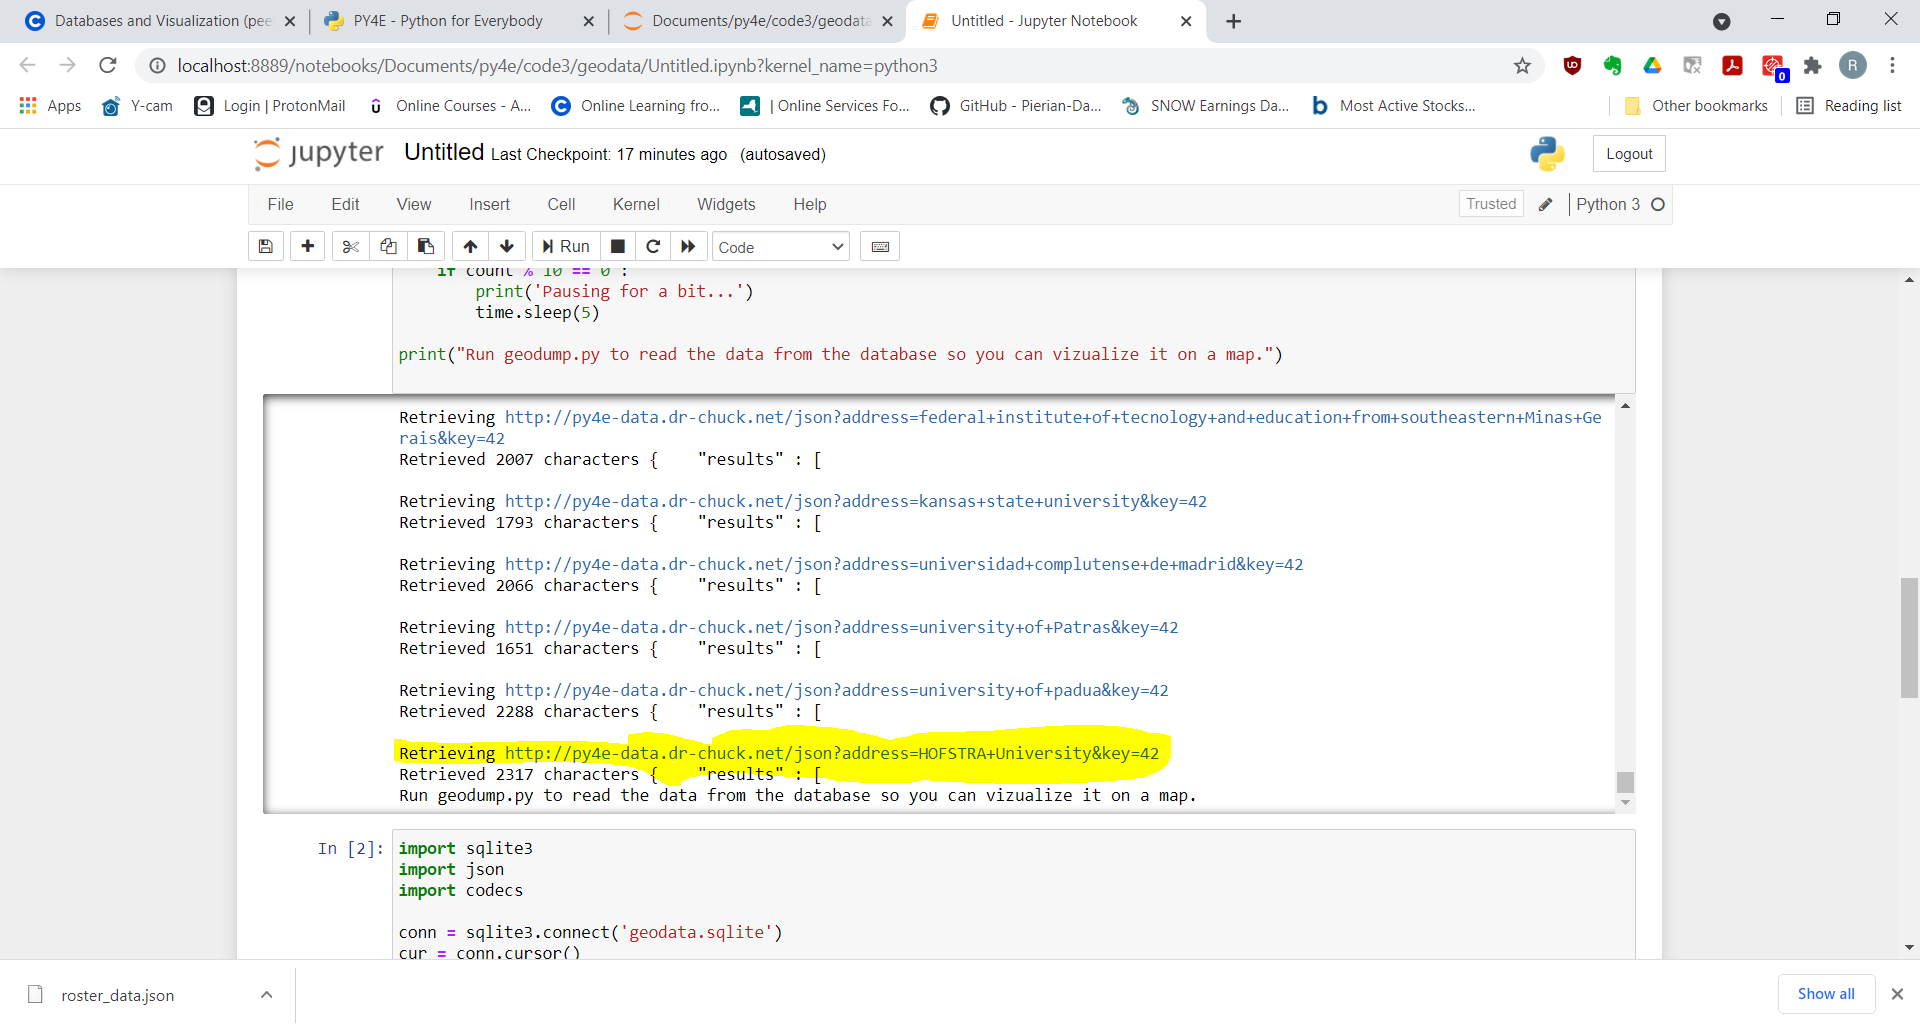 Databases and Visualization (pee
PY4E - Python for Everybody
Documents/py4e/code3/geodata
Untitled - Jupyter Notebook
localhost:8889/notebooks/Documents/py4e/code3/geodata/Untitled.ipynb?kernel_name=python3
0
R
Apps
Y-cam
Login | ProtonMail
Online Courses - A...
Online Learning fro...
| Online Services Fo...
GitHub - Pierian-Da...
SNOW Earnings Da...
Most Active Stocks...
Other bookmarks
Reading list
jupyter Untitled Last Checkpoint: 17 minutes ago (autosaved)
Logout
File Edit View Insert Cell Kernel Widgets Help
Trusted
Python 3
Run
Code
if count % 10 == 0 :
print('Pausing for a bit...')
time.sleep(5)
print("Run geodump.py to read the data from the database so you can vizualize it on a map.")
Retrieving http://py4e-data.dr-chuck.net/json?address=federal+institute+of+tecnology+and+education+from+southeastern+Minas+Ge
rais&key=42
Retrieved 2007 characters {    "results" : [
Retrieving http://py4e-data.dr-chuck.net/json?address=kansas+state+university&key=42
Retrieved 1793 characters {    "results" : [
Retrieving http://py4e-data.dr-chuck.net/json?address=universidad+complutense+de+madrid&key=42
Retrieved 2066 characters {    "results" : [
Retrieving http://py4e-data.dr-chuck.net/json?address=university+of+Patras&key=42
Retrieved 1651 characters {    "results" : [
Retrieving http://py4e-data.dr-chuck.net/json?address=university+of+padua&key=42
Retrieved 2288 characters {    "results" : [
Retrieving http://py4e-data.dr-chuck.net/json?address=HOFSTRA+University&key=42
Retrieved 2317 characters {    "results" : [
Run geodump.py to read the data from the database so you can vizualize it on a map.
In [2]:
import sqlite3
import json
import codecs
conn = sqlite3.connect('geodata.sqlite')
cur = conn.cursor()
roster_data.json
Show all